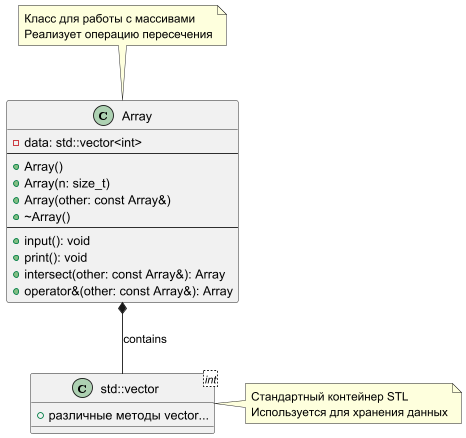 Класс для работы с массивами
Реализует операцию пересечения
C Array
data: std::vector<int>
Array()
Array(n: size_t)
Array(other: const Array&)
~Array()
input(): void
print(): void
intersect(other: const Array&): Array
operator&(other: const Array&): Array
contains
int
C std::vector
различные методы vector...
Стандартный контейнер STL
Используется для хранения данных